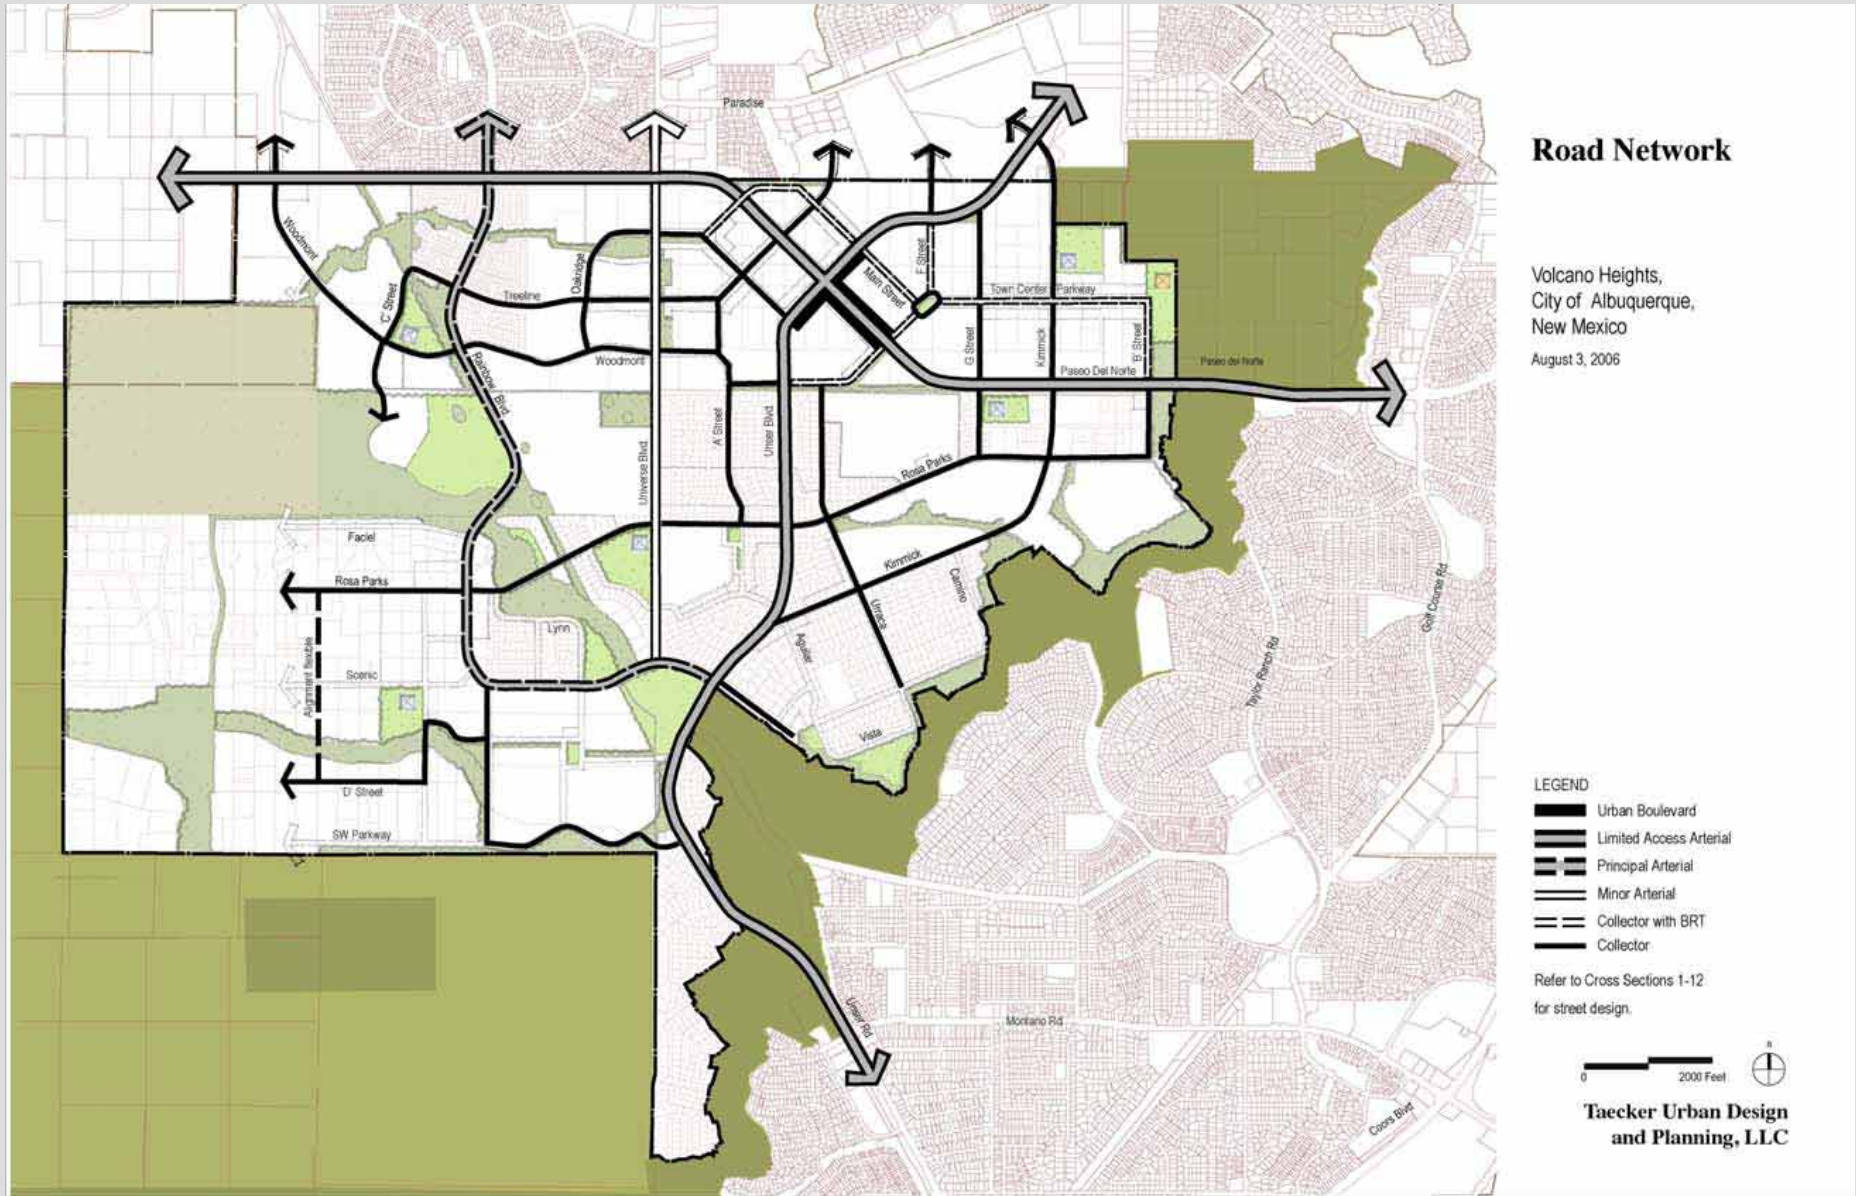 Road Network
Volcano Heights,
City of Albuquerque,
New Mexico
August 3, 2006
Paradise
Woodmont
Oakridge
'C' Street
Treeline
Main Street
F Street
Town Center Parkway
G Street
Kimmick
'B' Street
Woodmont
Rainbow Blvd.
Paseo Del Norte
Paseo del Norte
Universe Blvd.
'A' Street
Unser Blvd.
Rosa Parks
Faciel
Rosa Parks
Kimmick
Camino
Urraca
Aguilar
Lynn
Alignment flexible
Scenic
Vista
Taylor Ranch Rd
Golf Course Rd.
'D' Street
SW Parkway
Unser Rd.
Montano Rd.
Coors Blvd
LEGEND
Urban Boulevard
Limited Access Arterial
Principal Arterial
Minor Arterial
Collector with BRT
Collector
Refer to Cross Sections 1-12
for street design.
N
0 2000 Feet
Taecker Urban Design
and Planning, LLC